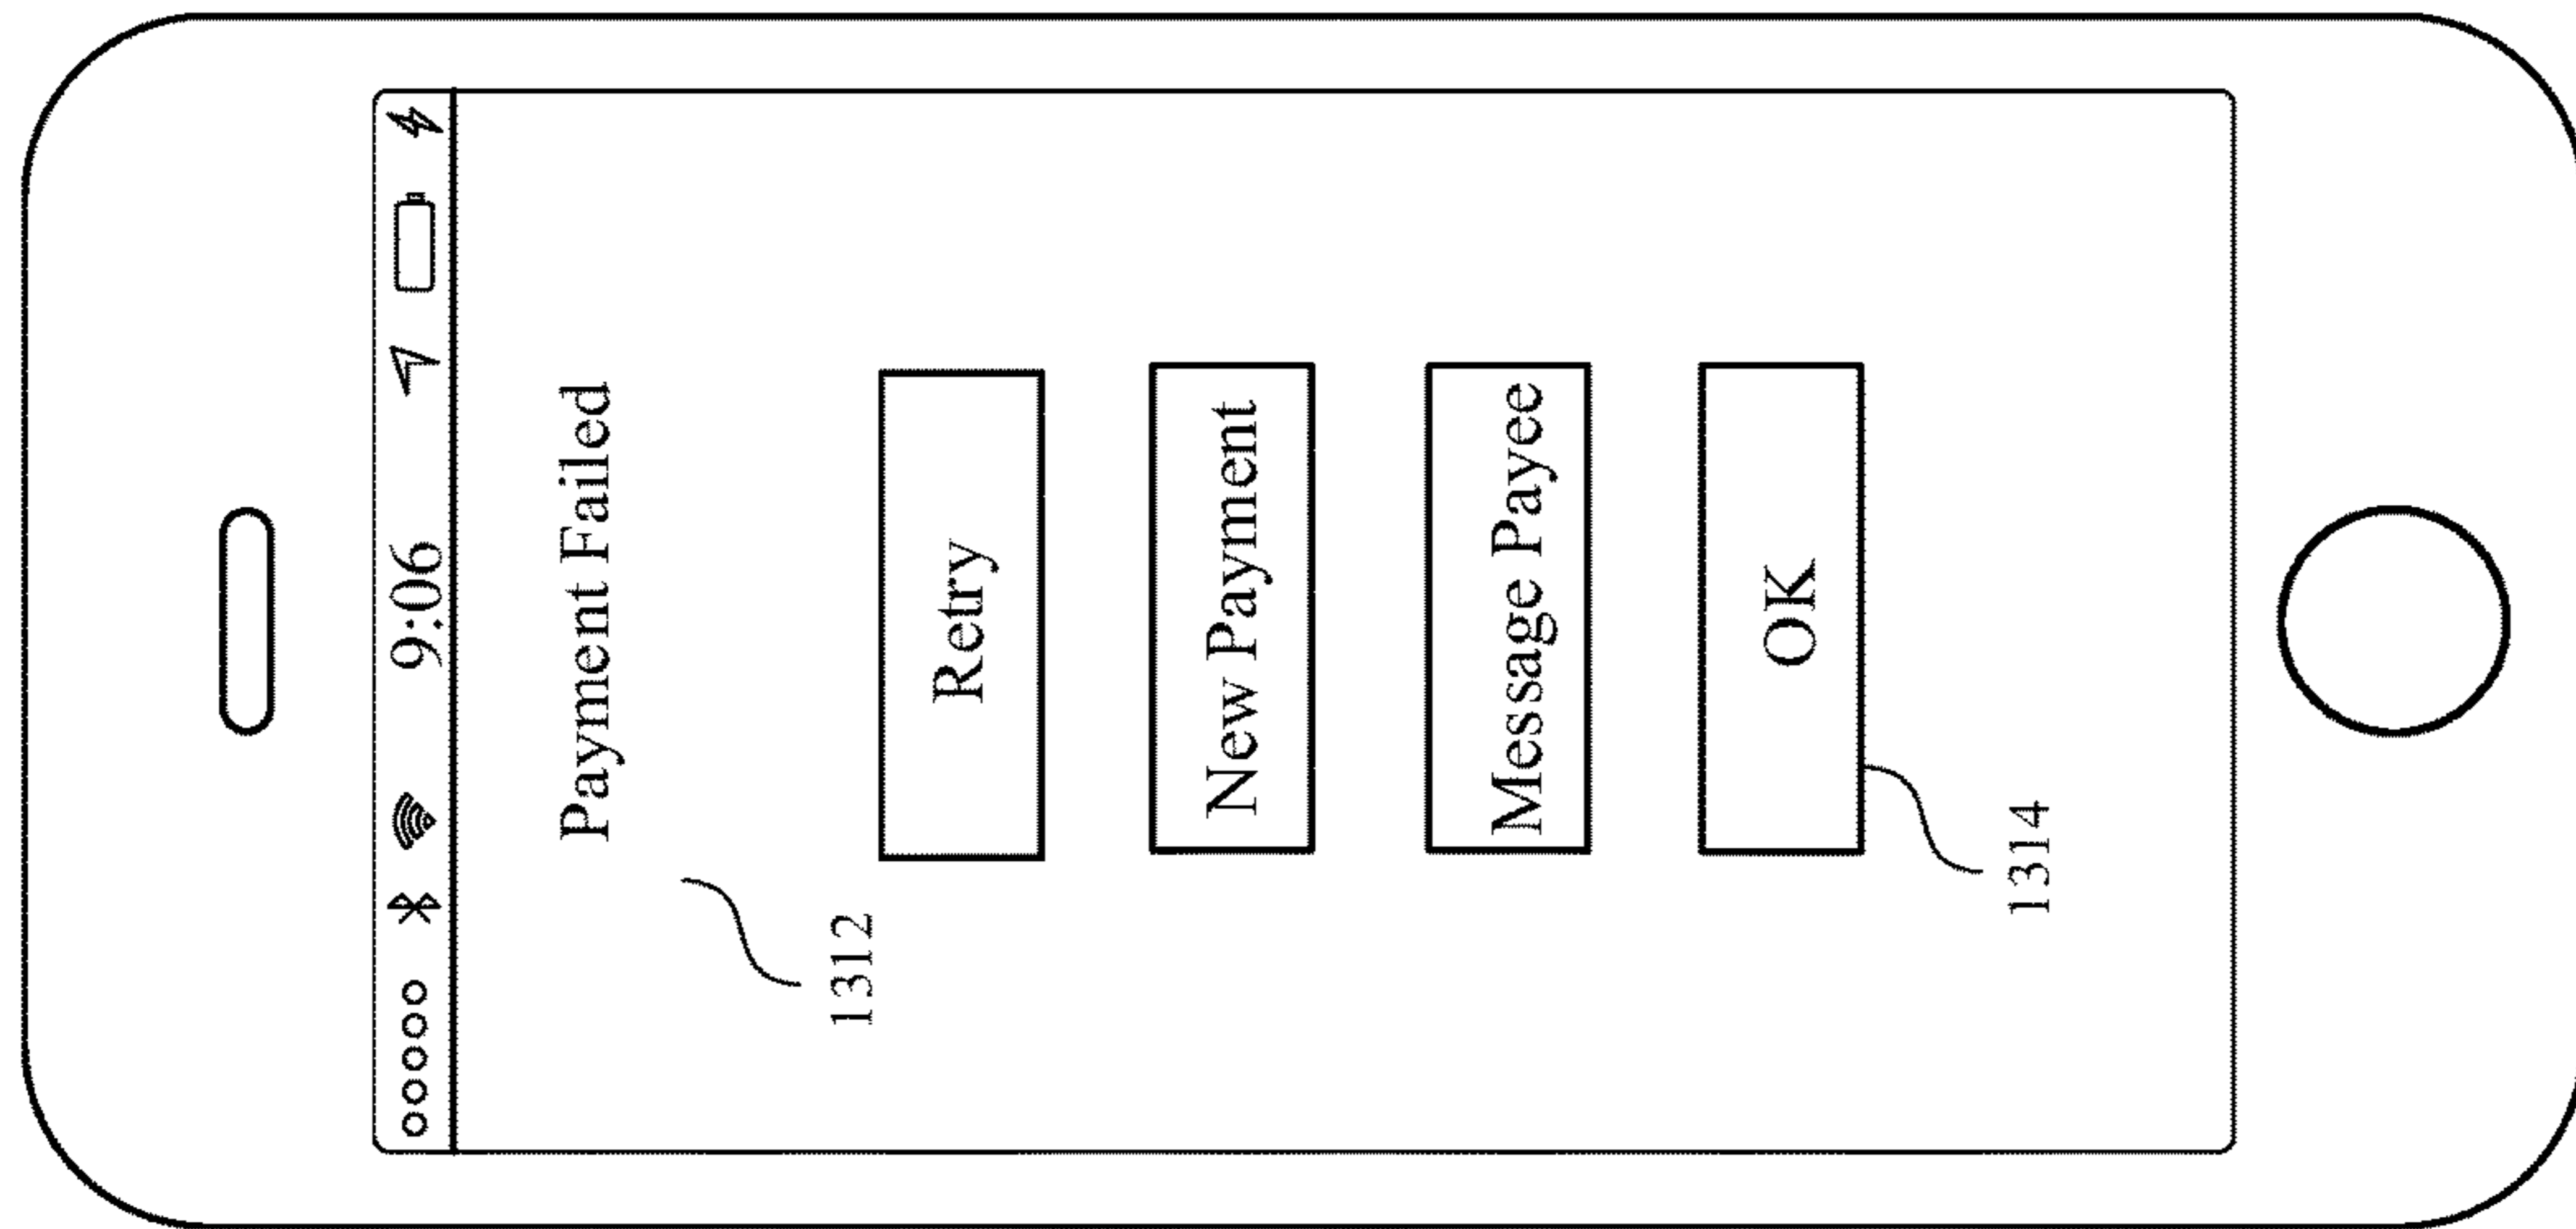 9:06
Payment Failed
1312
Retry
New Payment
Message Payee
OK
1314